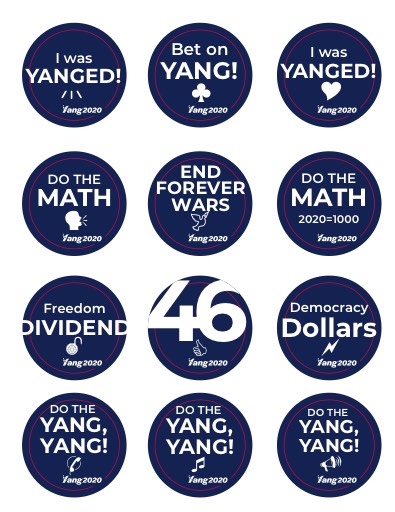 I was
YANGED!
Yang2020
Bet on
YANG!
Yang2020
I was
YANGED!
Yang2020
DO THE
MATH
Yang2020
END
FOREVER
WARS
Yang2020
DO THE
MATH
2020=1000
Yang2020
Freedom
DIVIDEND
Yang2020
46
Yang2020
Democracy
Dollars
Yang2020
DO THE
YANG,
YANG!
Yang2020
DO THE
YANG,
YANG!
Yang2020
DO THE
YANG,
YANG!
Yang2020